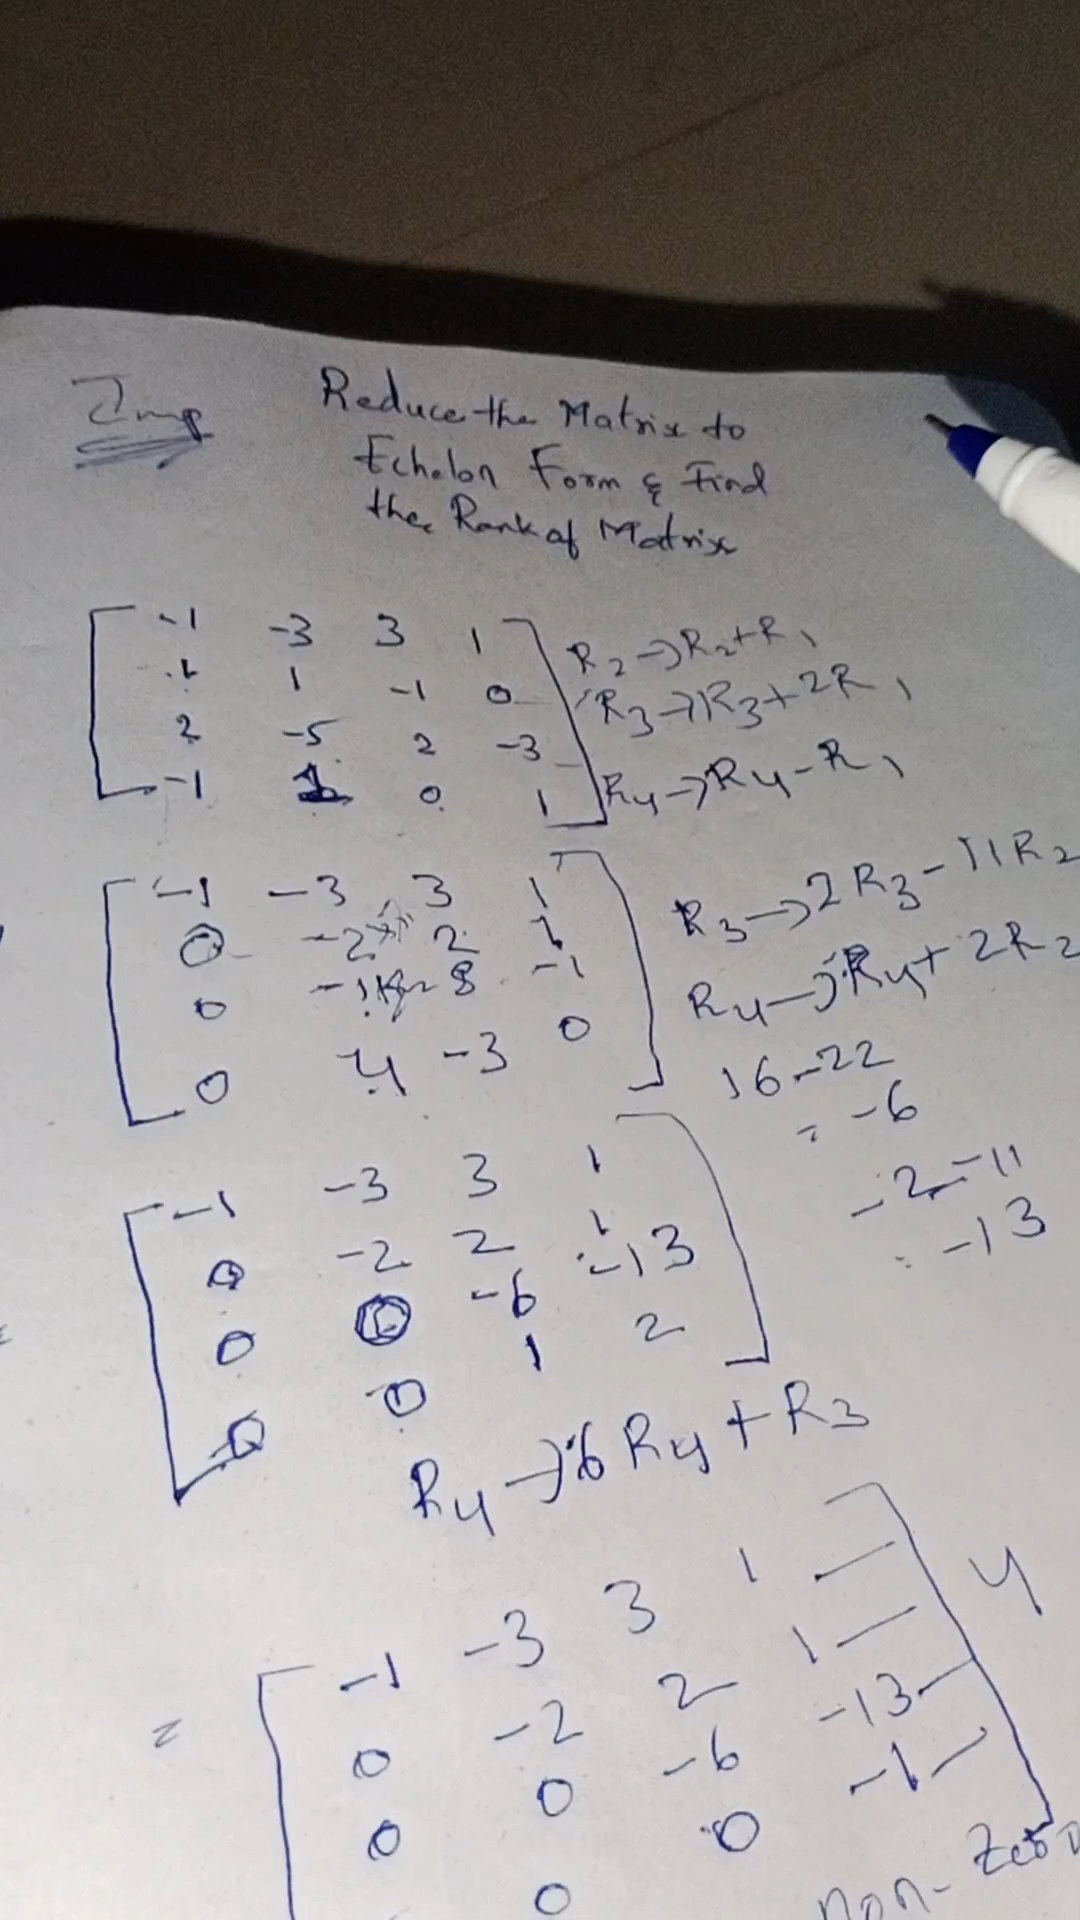 Imp
Reduce the Matrix to
Echelon Form & Find
the Rank of Matrix
-1 -3 3 1 R2→R2+R1
1 1 -1 0 R3→R3+2R1
2 -5 2 -3
-1 1 0 1 R4→R4-R1
-1 -3 3 1 R3→2R3-11R2
0 -2 2 1
0 -11 8 -1 R4→R4+2R2
0 4 -3 0
16-22
= -6
-2-11
= -13
-1 -3 3 1
0 -2 2 1
0 0 -6 -13
0 0 1 2
R4→6R4+R3
= -1 -3 3 1 4
0 -2 2 1
0 0 -6 -13
0 0 -1
non-Zero